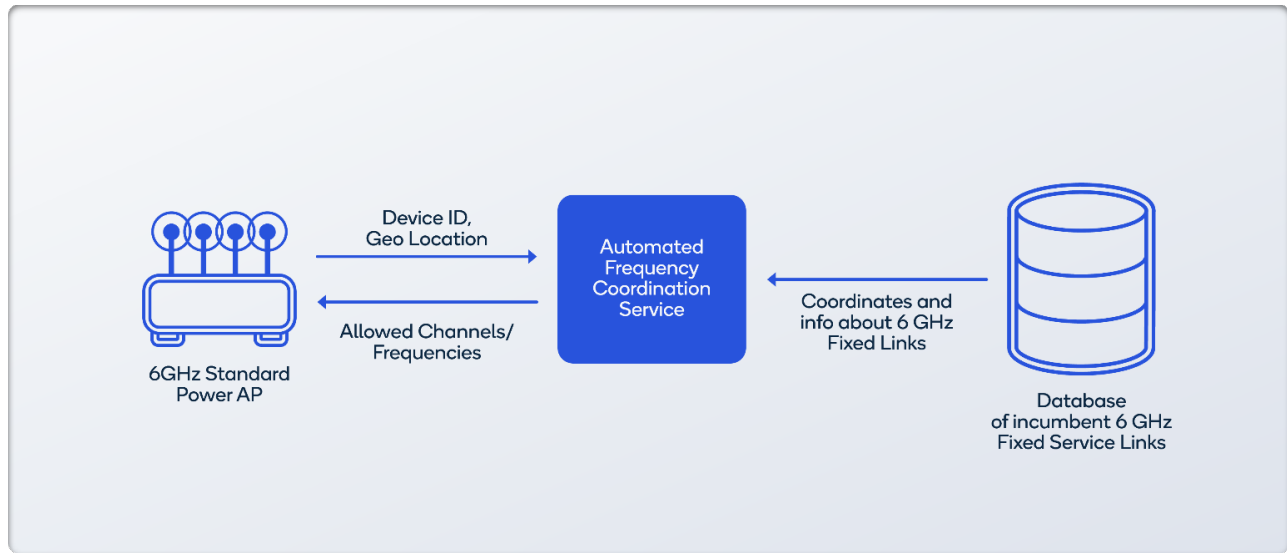 Device ID,
Geo Location
Allowed Channels/
Frequencies
6GHz Standard
Power AP
Automated
Frequency
Coordination
Service
Coordinates and
info about 6 GHz
Fixed Links
Database
of incumbent 6 GHz
Fixed Service Links